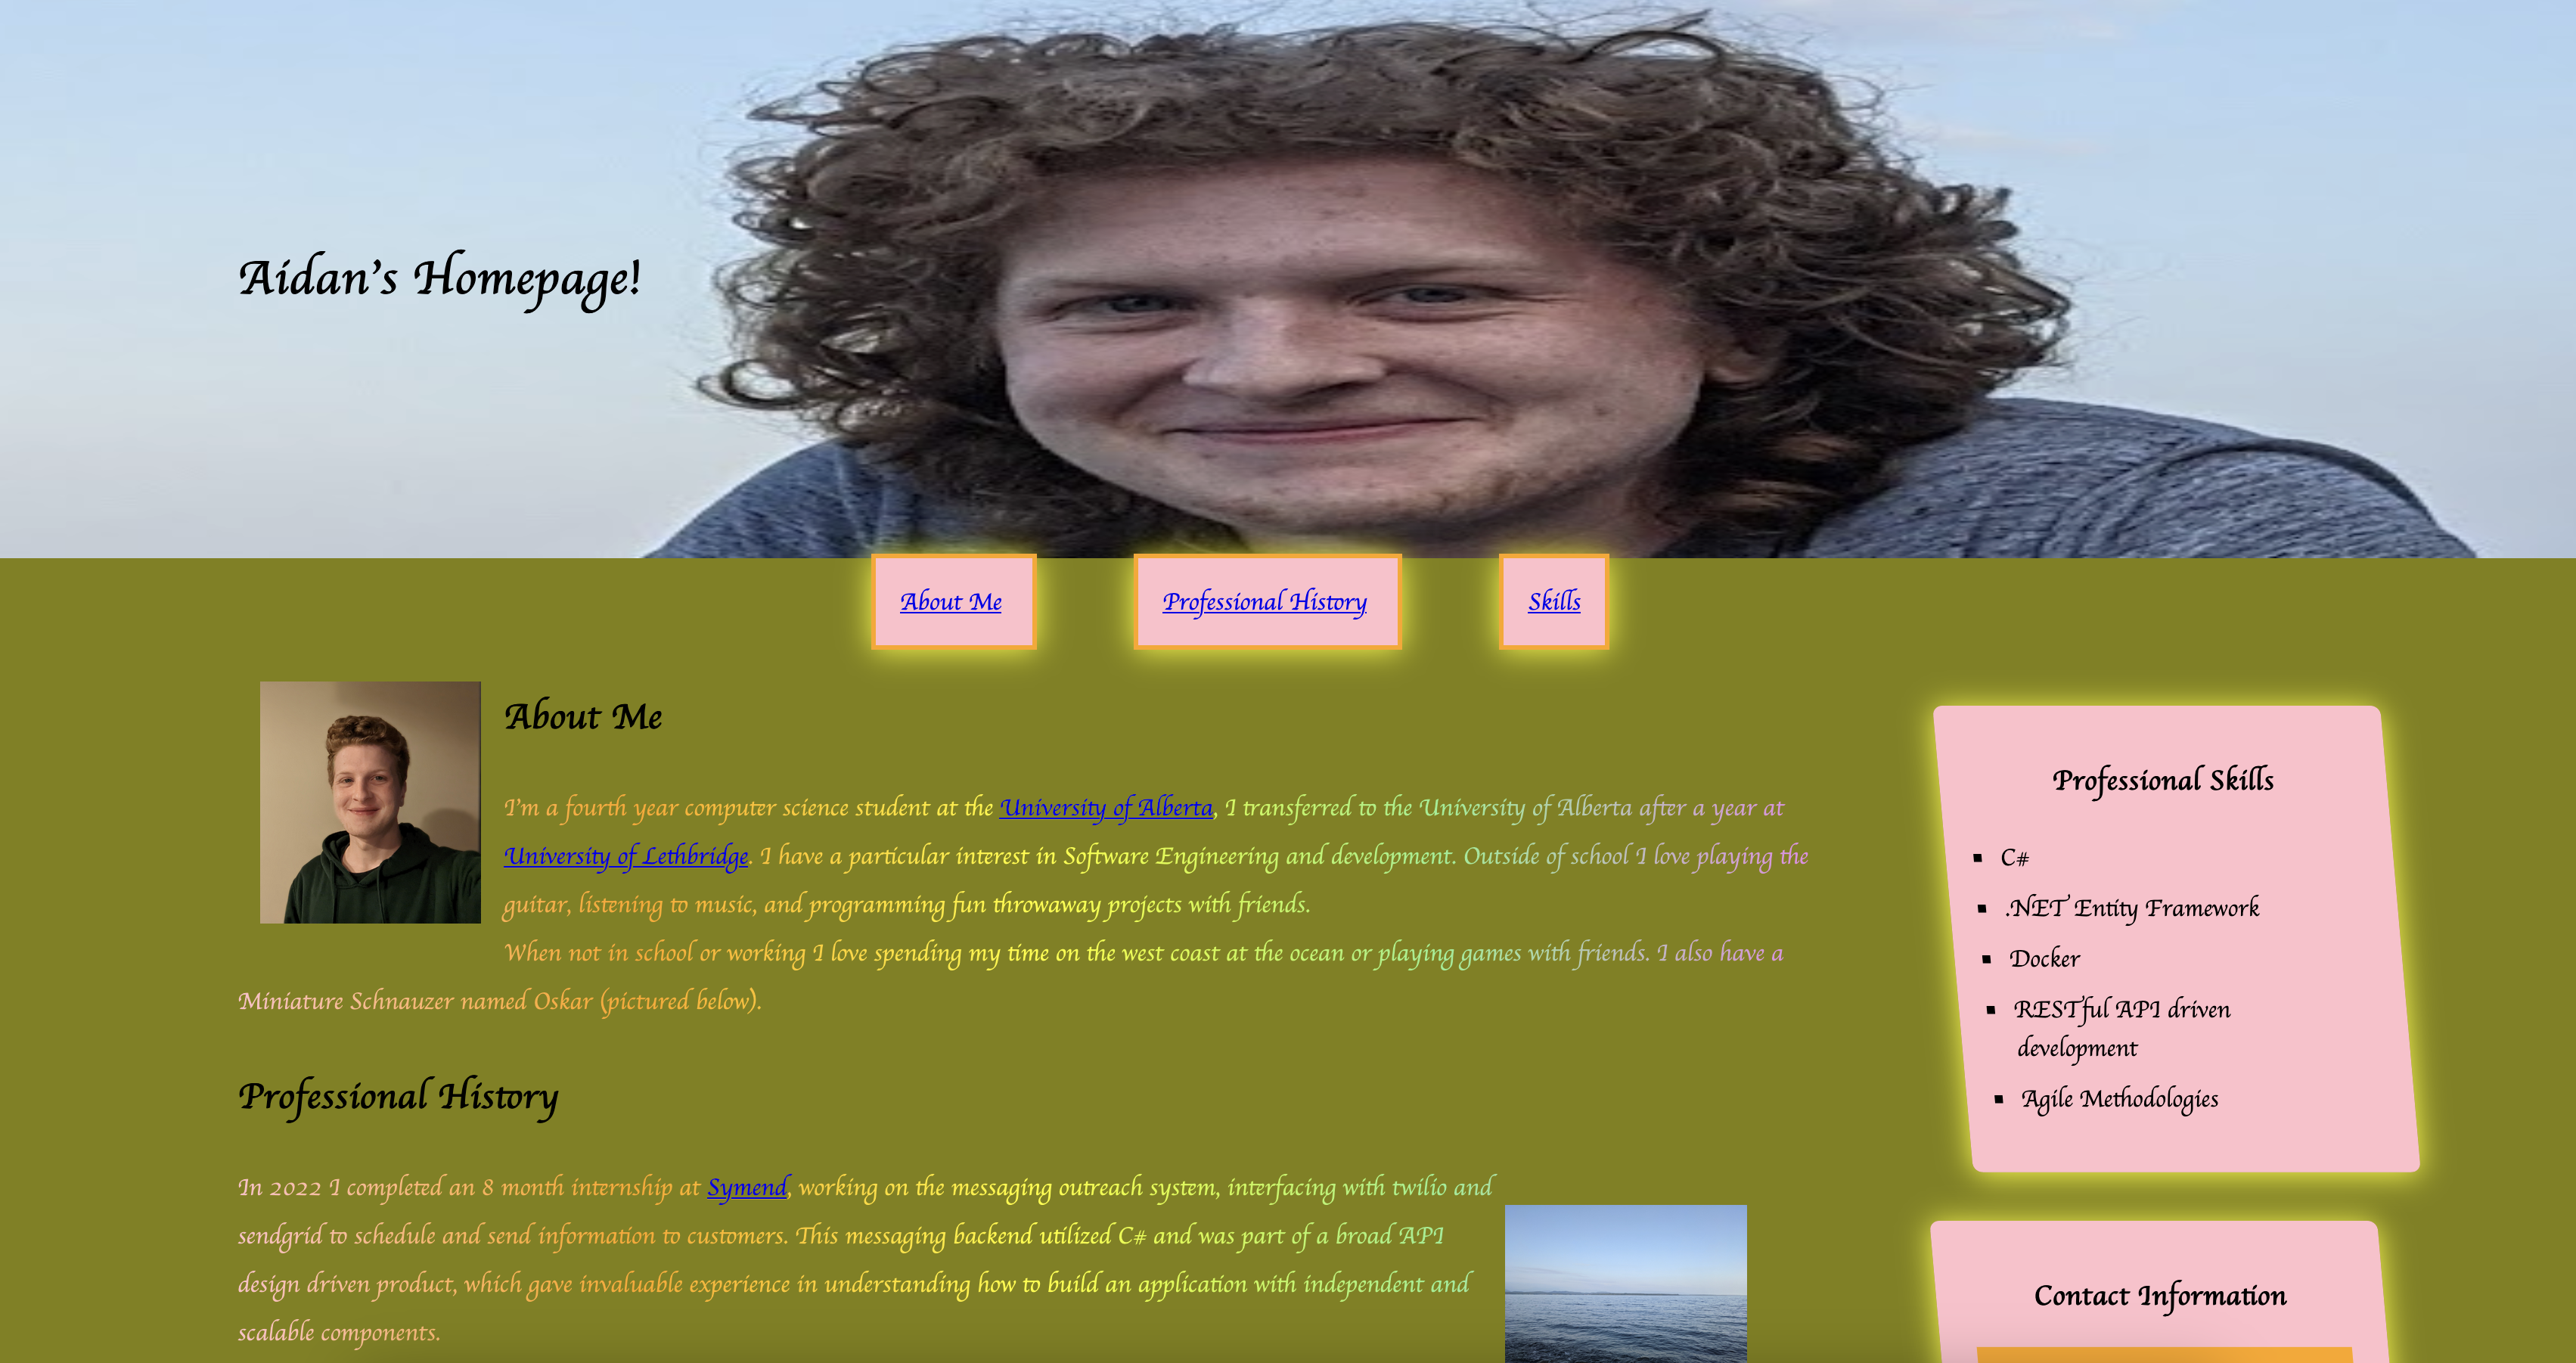 Aidan's Homepage!
About Me
Professional History
Skills
About Me
I'm a fourth year computer science student at the University of Alberta, I transferred to the University of Alberta after a year at
University of Lethbridge. I have a particular interest in Software Engineering and development. Outside of school I love playing the
guitar, listening to music, and programming fun throwaway projects with friends.
When not in school or working I love spending my time on the west coast at the ocean or playing games with friends. I also have a
Miniature Schnauzer named Oskar (pictured below).
Professional History
In 2022 I completed an 8 month internship at Symend, working on the messaging outreach system, interfacing with twilio and
sendgrid to schedule and send information to customers. This messaging backend utilized C# and was part of a broad API
design driven product, which gave invaluable experience in understanding how to build an application with independent and
scalable components.
Professional Skills
C#
.NET Entity Framework
Docker
RESTful API driven
development
Agile Methodologies
Contact Information